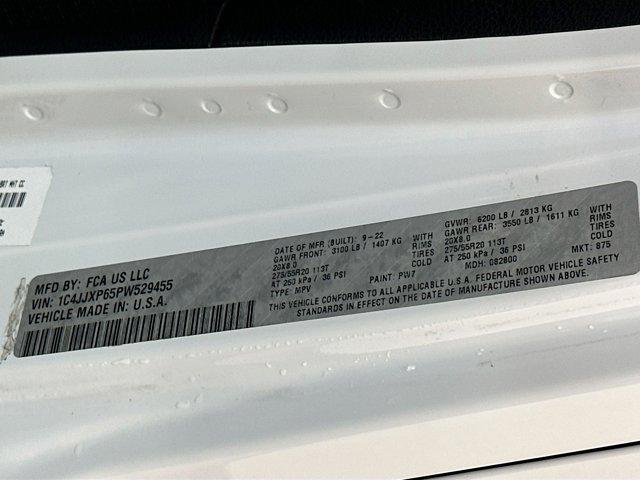 MFD BY: FCA US LLC
VIN: 1C4JJXP65PW529455
VEHICLE MADE IN: U.S.A.
DATE OF MFR (BUILT): 9-22
GAWR FRONT: 3100 LB / 1407 KG WITH
20X8.0 RIMS
275/55R20 113T TIRES
AT 250 kPa / 36 PSI COLD
TYPE: MPV PAINT: PW7
GVWR: 6200 LB / 2813 KG
GAWR REAR: 3550 LB / 1611 KG WITH
20X8.0 RIMS
275/55R20 113T TIRES
AT 250 kPa / 36 PSI COLD
MDH: 082800 MKT: 875
THIS VEHICLE CONFORMS TO ALL APPLICABLE U.S.A. FEDERAL MOTOR VEHICLE SAFETY
STANDARDS IN EFFECT ON THE DATE OF MANUFACTURE SHOWN ABOVE.